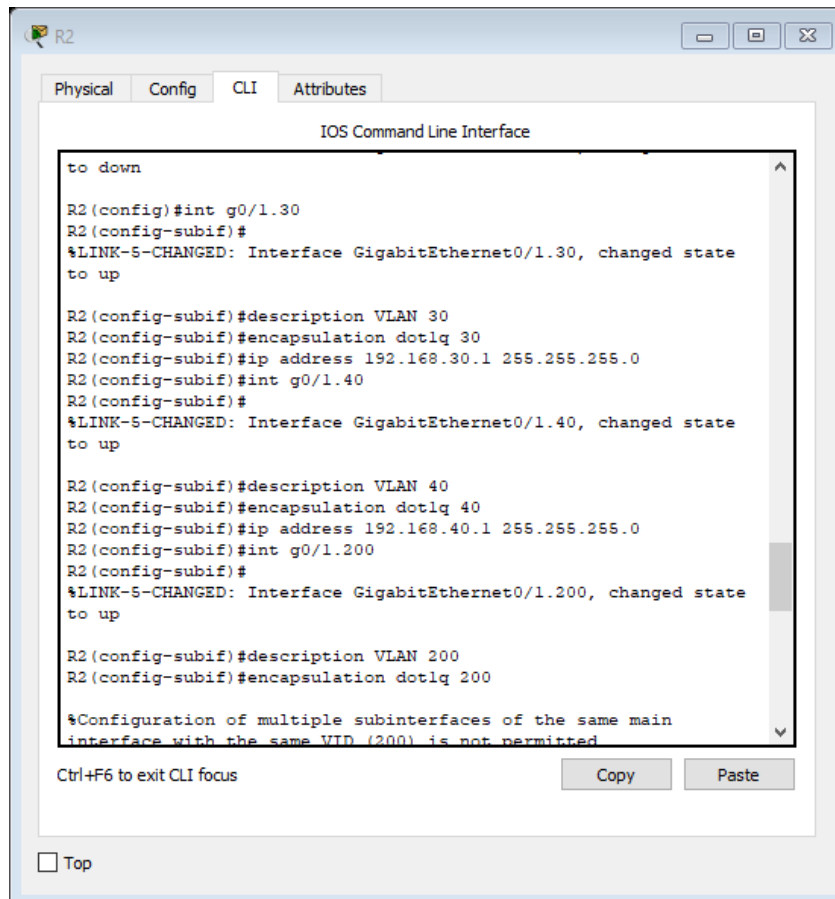 R2
Physical Config CLI Attributes
IOS Command Line Interface
to down
R2(config)#int g0/1.30
R2(config-subif)#
%LINK-5-CHANGED: Interface GigabitEthernet0/1.30, changed state
to up
R2(config-subif)#description VLAN 30
R2(config-subif)#encapsulation dot1q 30
R2(config-subif)#ip address 192.168.30.1 255.255.255.0
R2(config-subif)#int g0/1.40
R2(config-subif)#
%LINK-5-CHANGED: Interface GigabitEthernet0/1.40, changed state
to up
R2(config-subif)#description VLAN 40
R2(config-subif)#encapsulation dot1q 40
R2(config-subif)#ip address 192.168.40.1 255.255.255.0
R2(config-subif)#int g0/1.200
R2(config-subif)#
%LINK-5-CHANGED: Interface GigabitEthernet0/1.200, changed state
to up
R2(config-subif)#description VLAN 200
R2(config-subif)#encapsulation dot1q 200
%Configuration of multiple subinterfaces of the same main
interface with the same VID (200) is not permitted
Ctrl+F6 to exit CLI focus
Copy Paste
Top